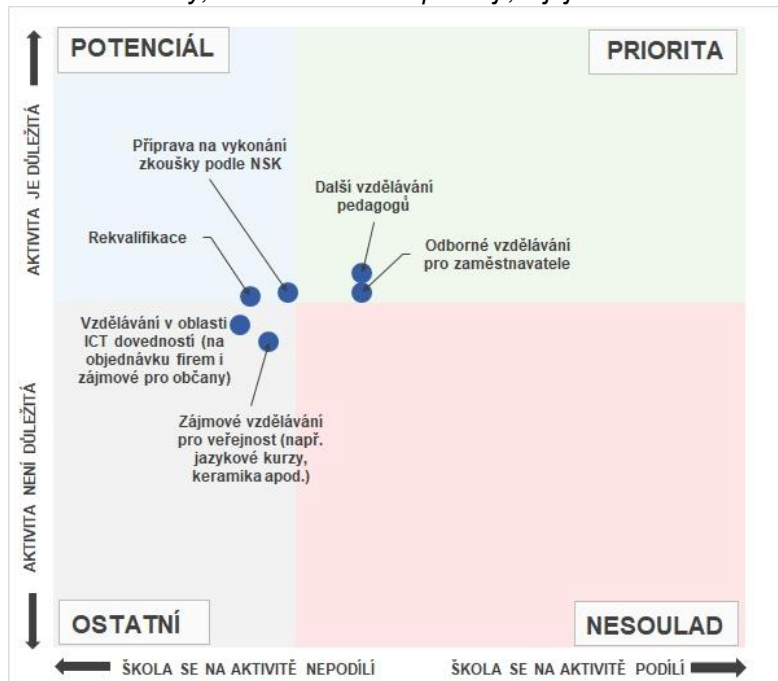 POTENCIÁL
PRIORITA
Příprava na vykonání
zkoušky podle NSK
Další vzdělávání
pedagogů
Rekvalifikace
Odborné vzdělávání
pro zaměstnavatele
Vzdělávání v oblasti
ICT dovedností (na
objednávku firem i
zájmové pro občany)
Zájmové vzdělávání
pro veřejnost (např.
jazykové kurzy,
keramika apod.)
AKTIVITA JE DŮLEŽITÁ
AKTIVITA NENÍ DŮLEŽITÁ
OSTATNÍ
NESOULAD
ŠKOLA SE NA AKTIVITĚ NEPODÍLÍ
ŠKOLA SE NA AKTIVITĚ PODÍLÍ